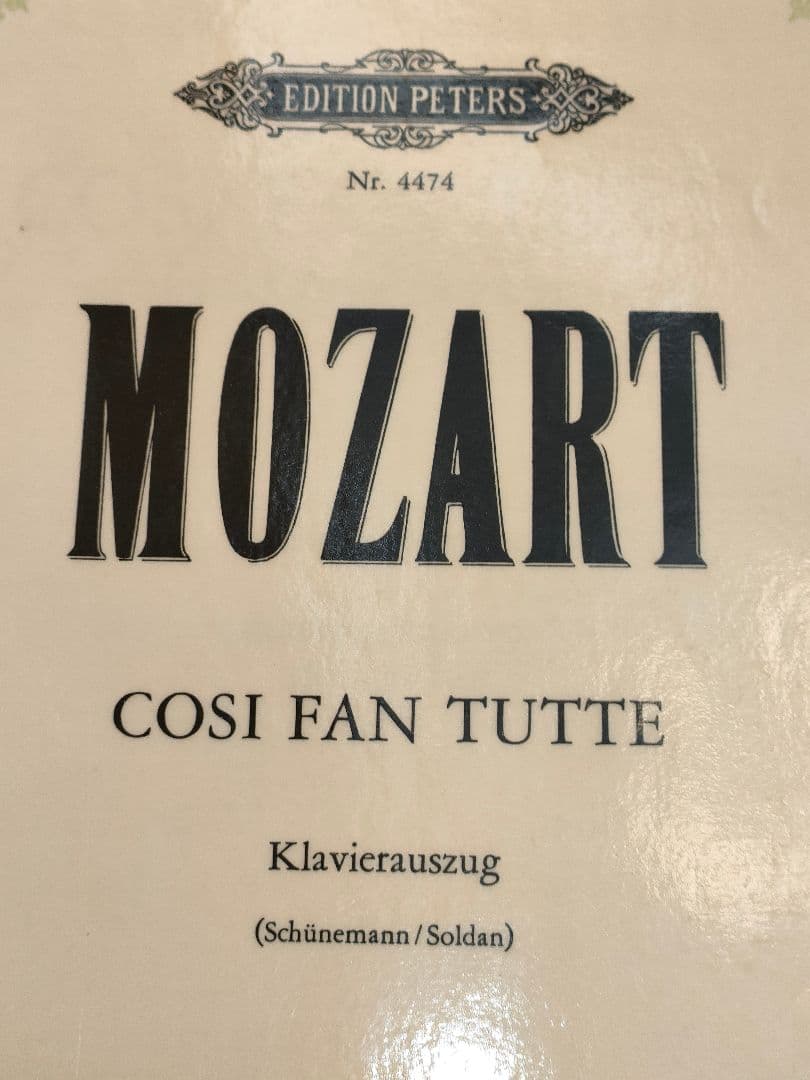 EDITION PETERS
Nr. 4474
MOZART
COSI FAN TUTTE
Klavierauszug
(Schünemann/Soldan)